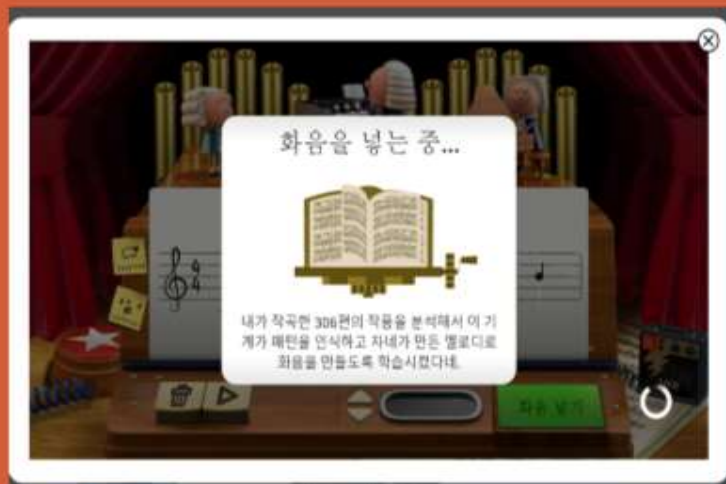 화음을 넣는 중...
내가 작곡한 306편의 작품을 분석해서 이 기
계가 패턴을 인식하고 자네가 만든 멜로디로
화음을 만들도록 학습시켰다네.
화음 넣기